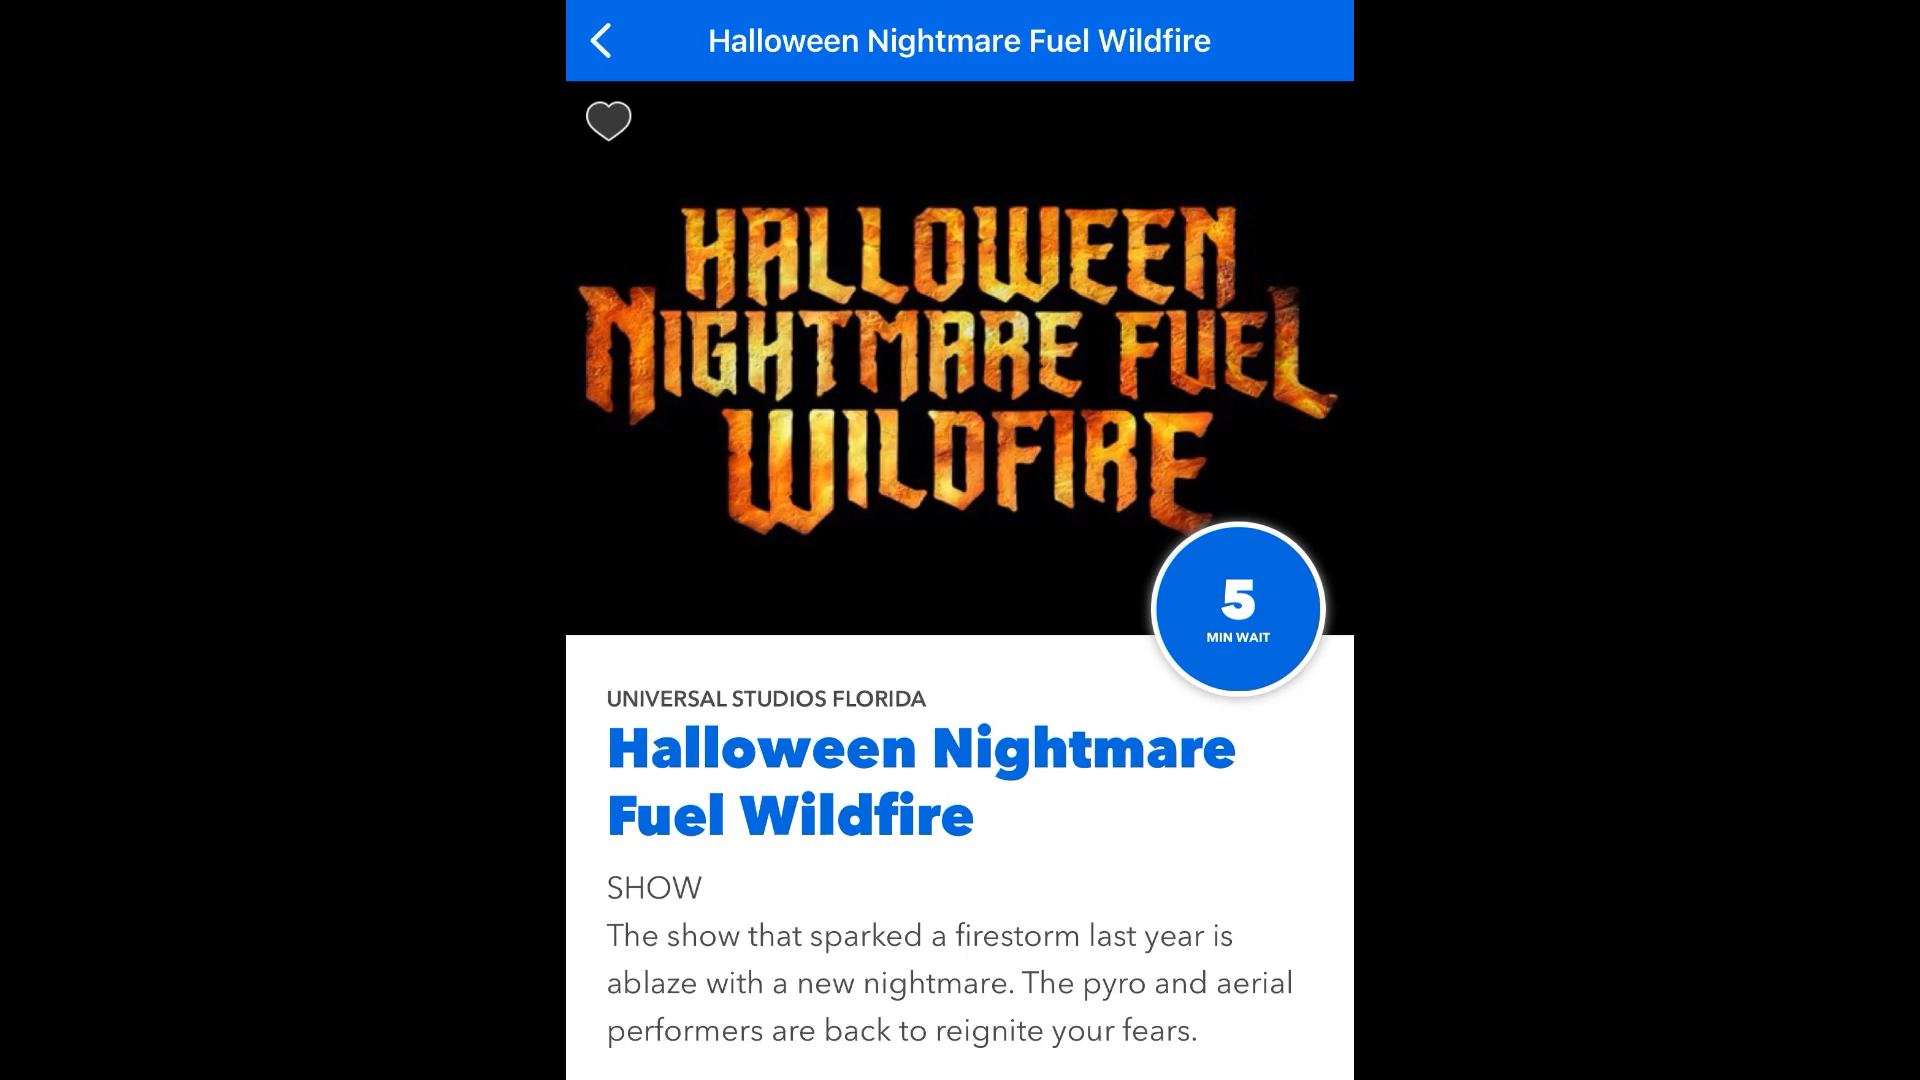 Halloween Nightmare Fuel Wildfire
HALLOWEEN
NIGHTMARE FUEL
WILDFIRE
5
MIN WAIT
UNIVERSAL STUDIOS FLORIDA
Halloween Nightmare
Fuel Wildfire
SHOW
The show that sparked a firestorm last year is
ablaze with a new nightmare. The pyro and aerial
performers are back to reignite your fears.